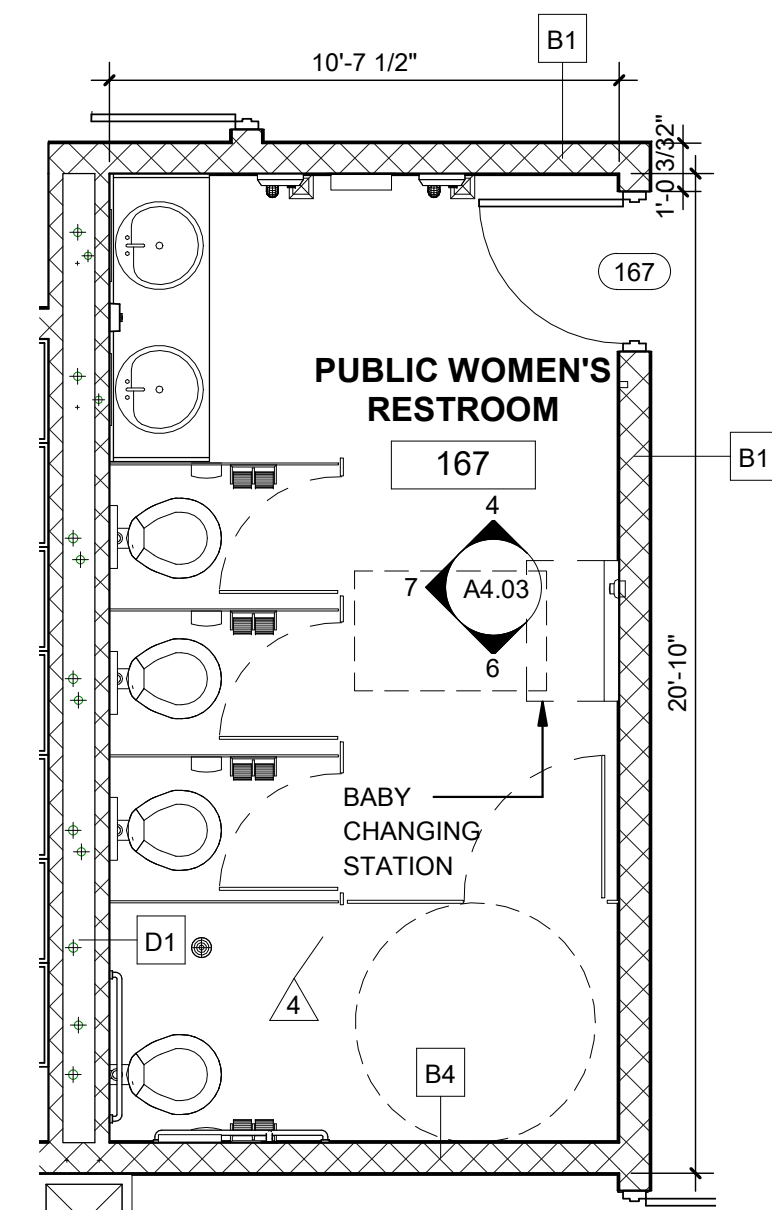 B1
10'-7 1/2"
1'-0 3/32"
167
PUBLIC WOMEN'S
RESTROOM
167
B1
4
7
A4.03
6
20'-10"
BABY
CHANGING
STATION
D1
4
B4